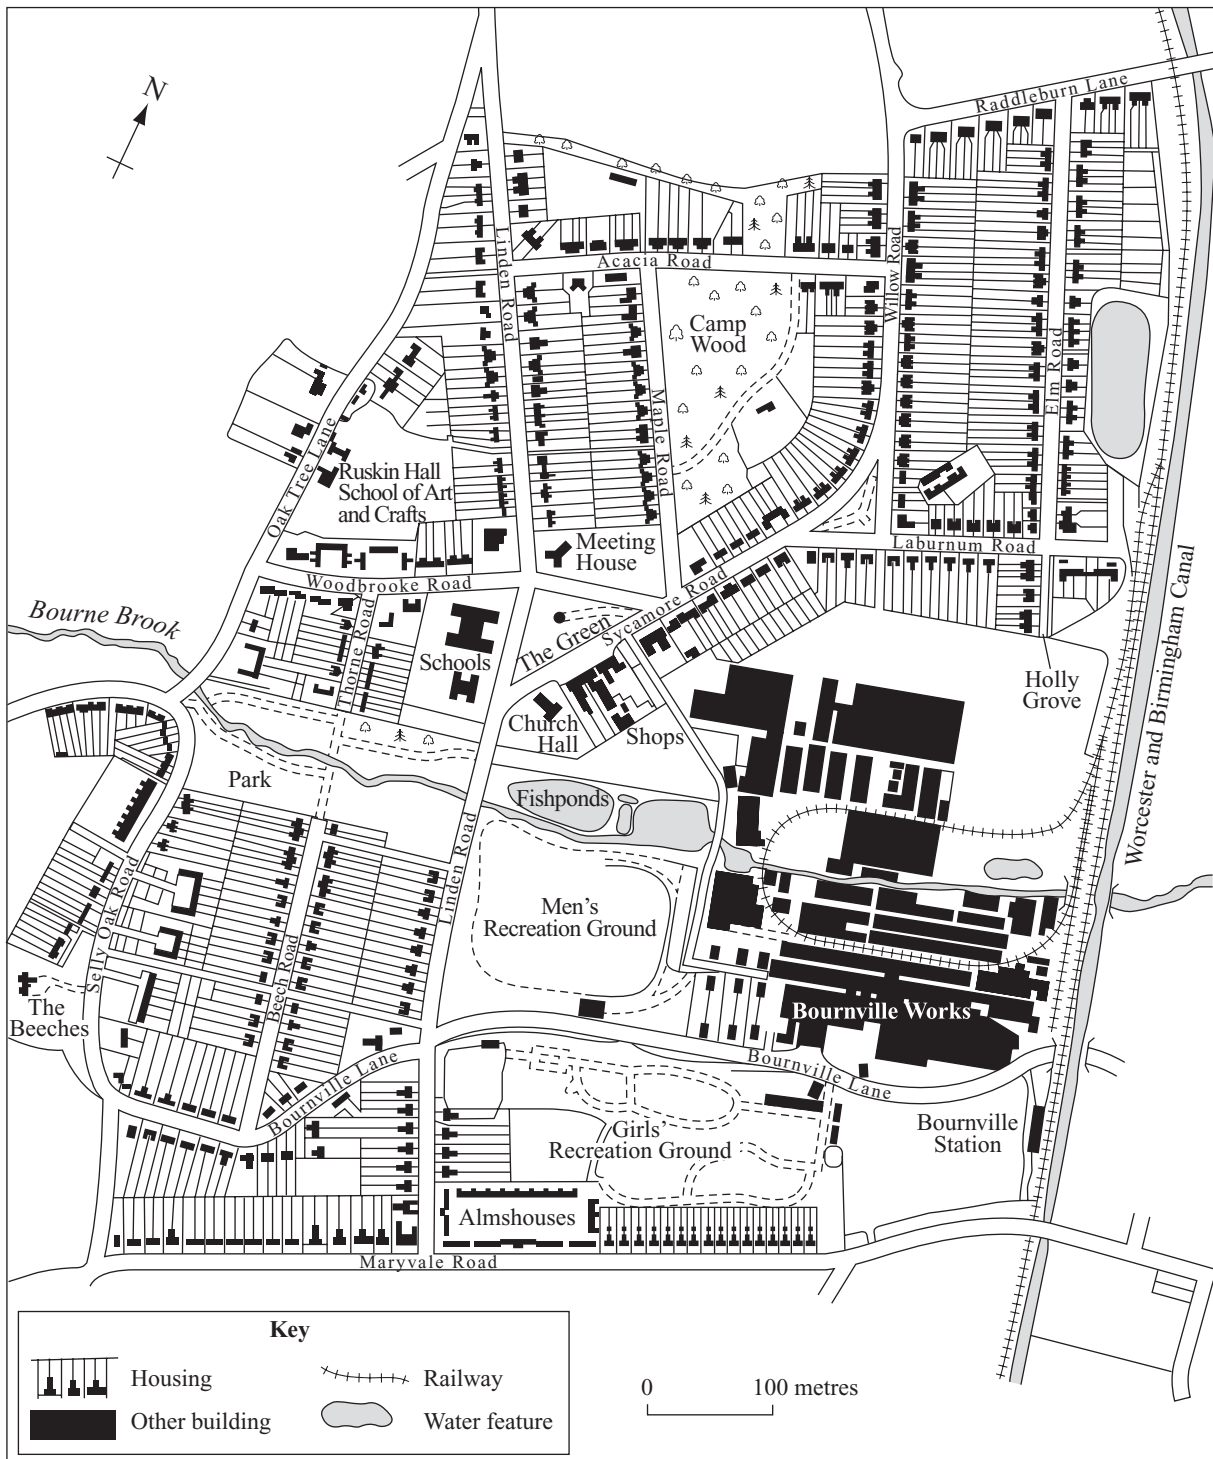 N
Raddleburn Lane
Linden Road
Acacia Road
Willow Road
Camp
Wood
Elm Road
Maple Road
Oak Tree Lane
Ruskin Hall
School of Art
and Crafts
Meeting
House
Laburnum Road
Woodbrooke Road
Bourne Brook
Thorne Road
Schools
The Green
Sycamore Road
Holly
Grove
Worcester and Birmingham Canal
Church
Hall
Shops
Park
Fishponds
Linden Road
Men's
Recreation Ground
Selly Oak Road
Beech Road
The
Beeches
Bournville Works
Bournville Lane
Bournville Lane
Girls'
Recreation Ground
Bournville
Station
Almshouses
Maryvale Road
Key
Housing
Railway
Other building
Water feature
0 100 metres